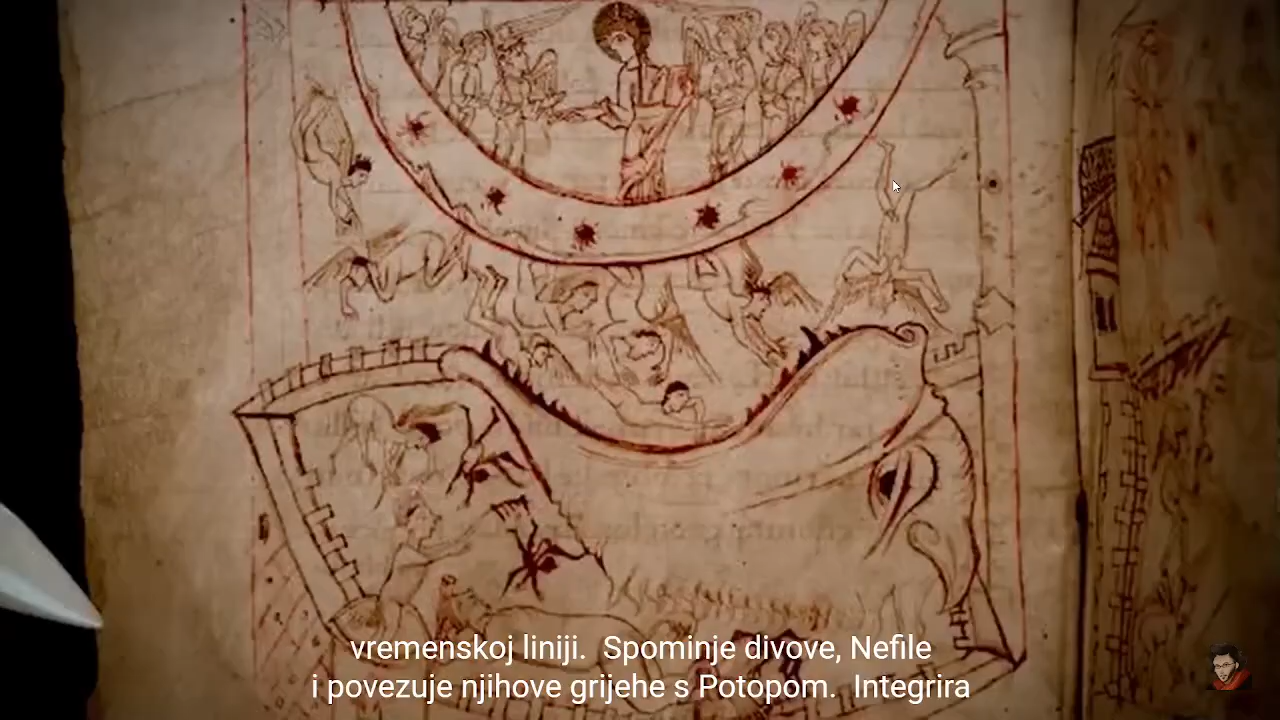 vremenskoj liniji.  Spominje divove, Nefile
i povezuje njihove grijehe s Potopom.  Integrira